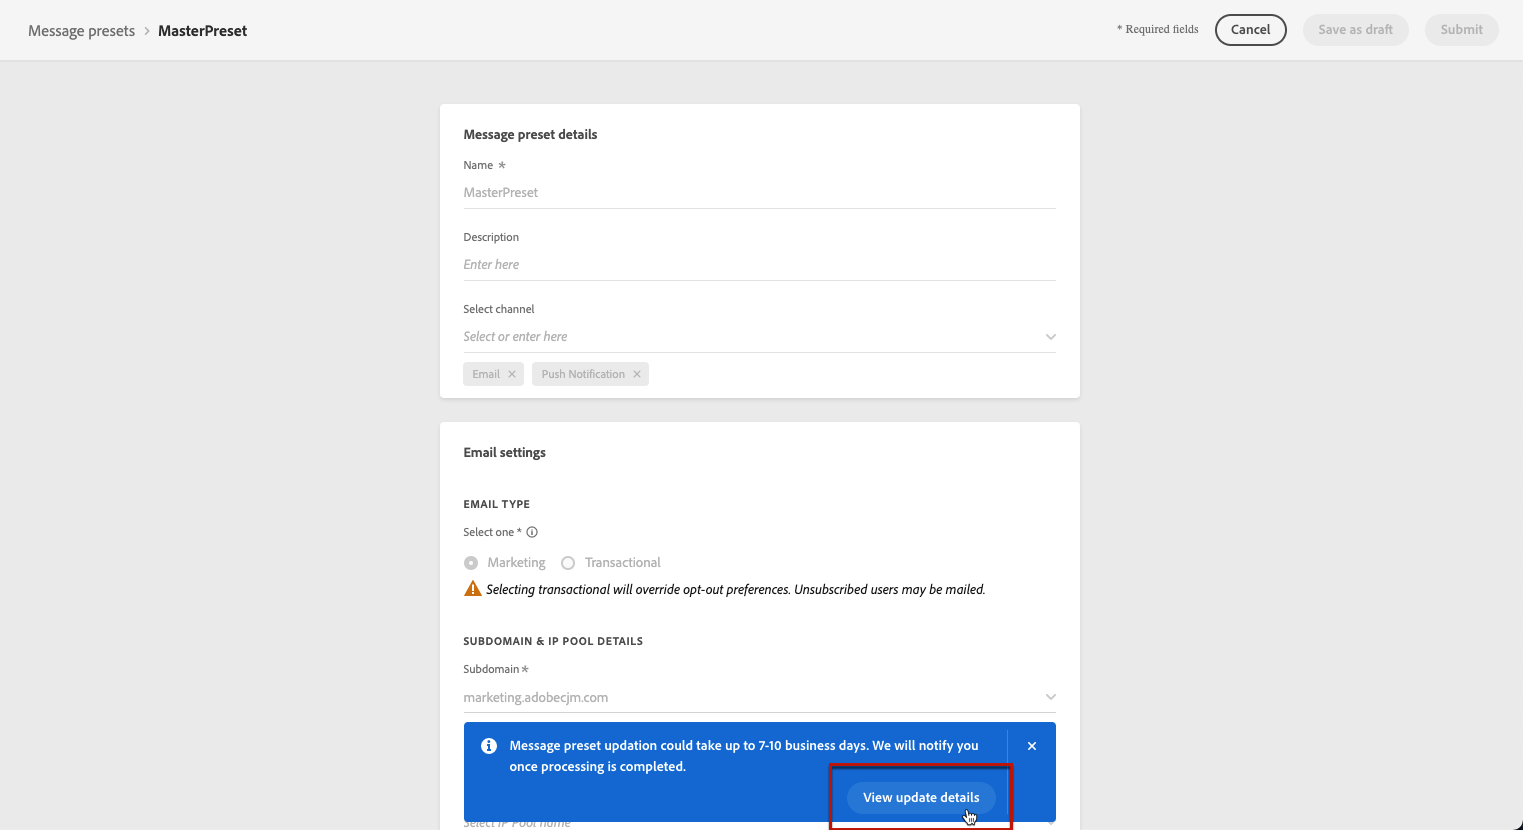 Message presets > MasterPreset
* Required fields
Cancel
Save as draft
Submit
Message preset details
Name *
MasterPreset
Description
Enter here
Select channel
Select or enter here
Email ×
Push Notification ×
Email settings
EMAIL TYPE
Select one *
Marketing
Transactional
Selecting transactional will override opt-out preferences. Unsubscribed users may be mailed.
SUBDOMAIN & IP POOL DETAILS
Subdomain *
marketing.adobecjm.com
Message preset updation could take up to 7-10 business days. We will notify you
once processing is completed.
View update details
Select IP Pool name